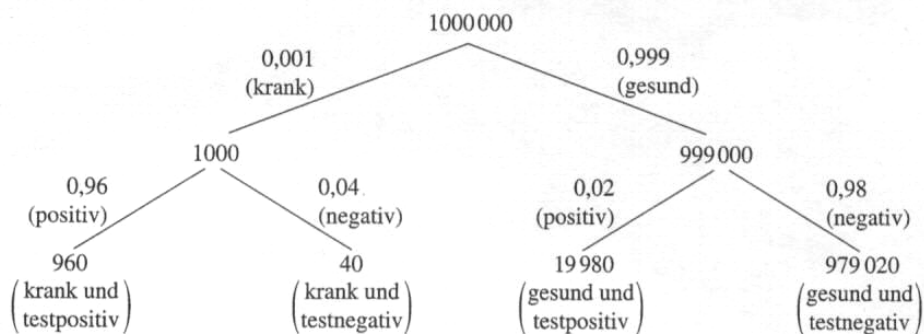 1000000
0,001
(krank)
0,999
(gesund)
1000
999000
0,96
(positiv)
0,04
(negativ)
0,02
(positiv)
0,98
(negativ)
960
(krank und
testpositiv)
40
(krank und
testnegativ)
19980
(gesund und
testpositiv)
979020
(gesund und
testnegativ)